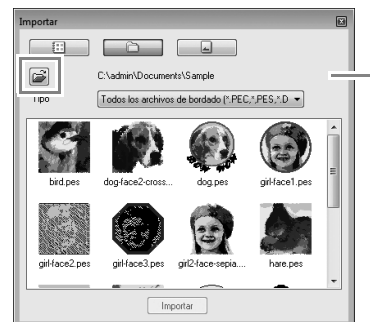 Importar
C:\admin\Documents\Sample
Tipo
Todos los archivos de bordado (*.PEC,*,PES,*.D
bird.pes
dog-face2-cross...
dog.pes
girl-face1.pes
girl-face2.pes
girl-face3.pes
girl2-face-sepia....
hare.pes
Importar